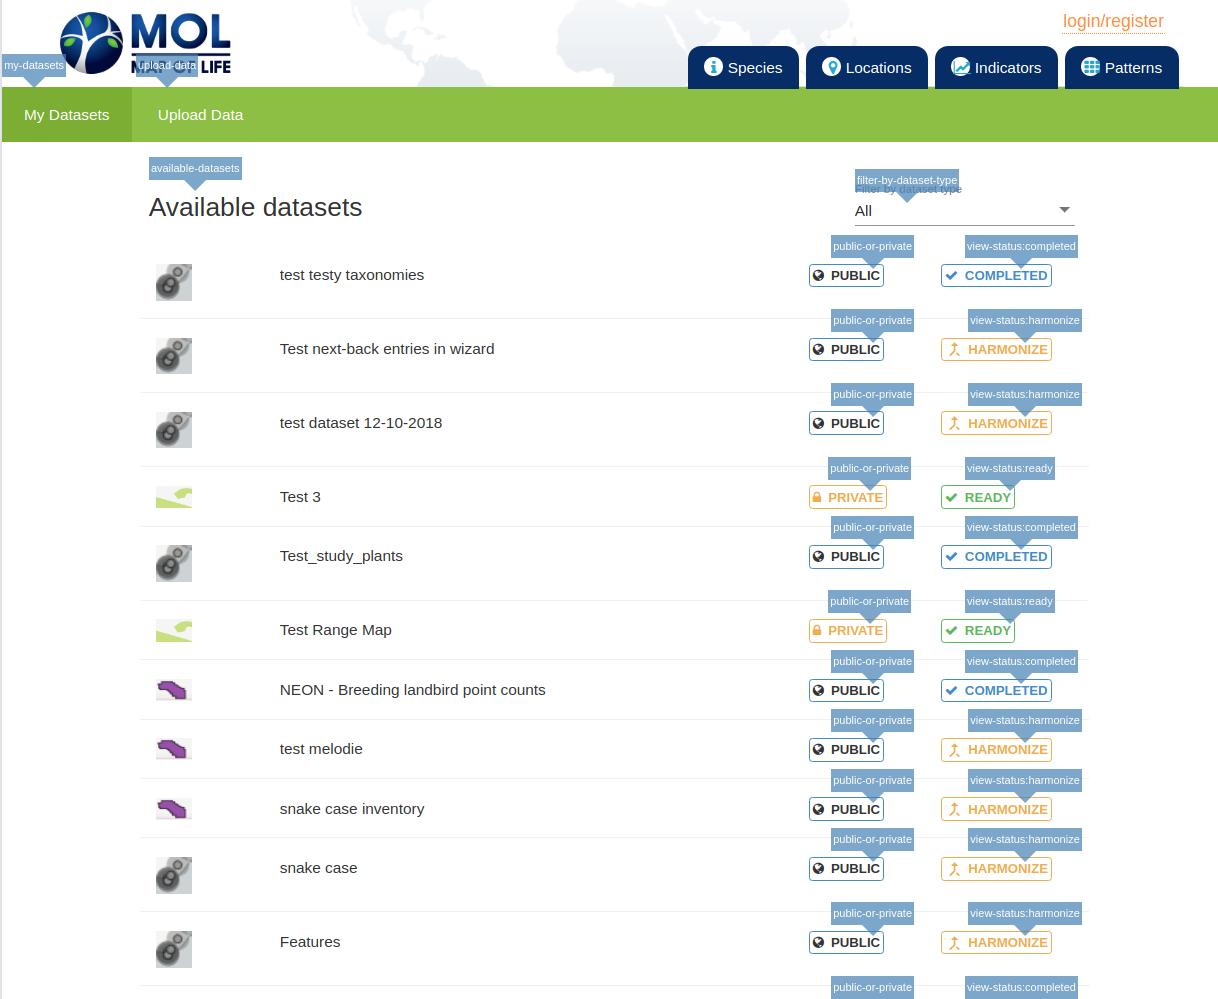 login/register
MOL
MAP OF LIFE
my-datasets
upload-data
Species
Locations
Indicators
Patterns
My Datasets
Upload Data
available-datasets
filter-by-dataset-type
Filter by dataset type
Available datasets
All
public-or-private view-status:completed
test testy taxonomies PUBLIC COMPLETED
public-or-private view-status:harmonize
Test next-back entries in wizard PUBLIC HARMONIZE
public-or-private view-status:harmonize
test dataset 12-10-2018 PUBLIC HARMONIZE
public-or-private view-status:ready
Test 3 PRIVATE READY
public-or-private view-status:completed
Test_study_plants PUBLIC COMPLETED
public-or-private view-status:ready
Test Range Map PRIVATE READY
public-or-private view-status:completed
NEON - Breeding landbird point counts PUBLIC COMPLETED
public-or-private view-status:harmonize
test melodie PUBLIC HARMONIZE
public-or-private view-status:harmonize
snake case inventory PUBLIC HARMONIZE
public-or-private view-status:harmonize
snake case PUBLIC HARMONIZE
public-or-private view-status:harmonize
Features PUBLIC HARMONIZE
public-or-private view-status:completed